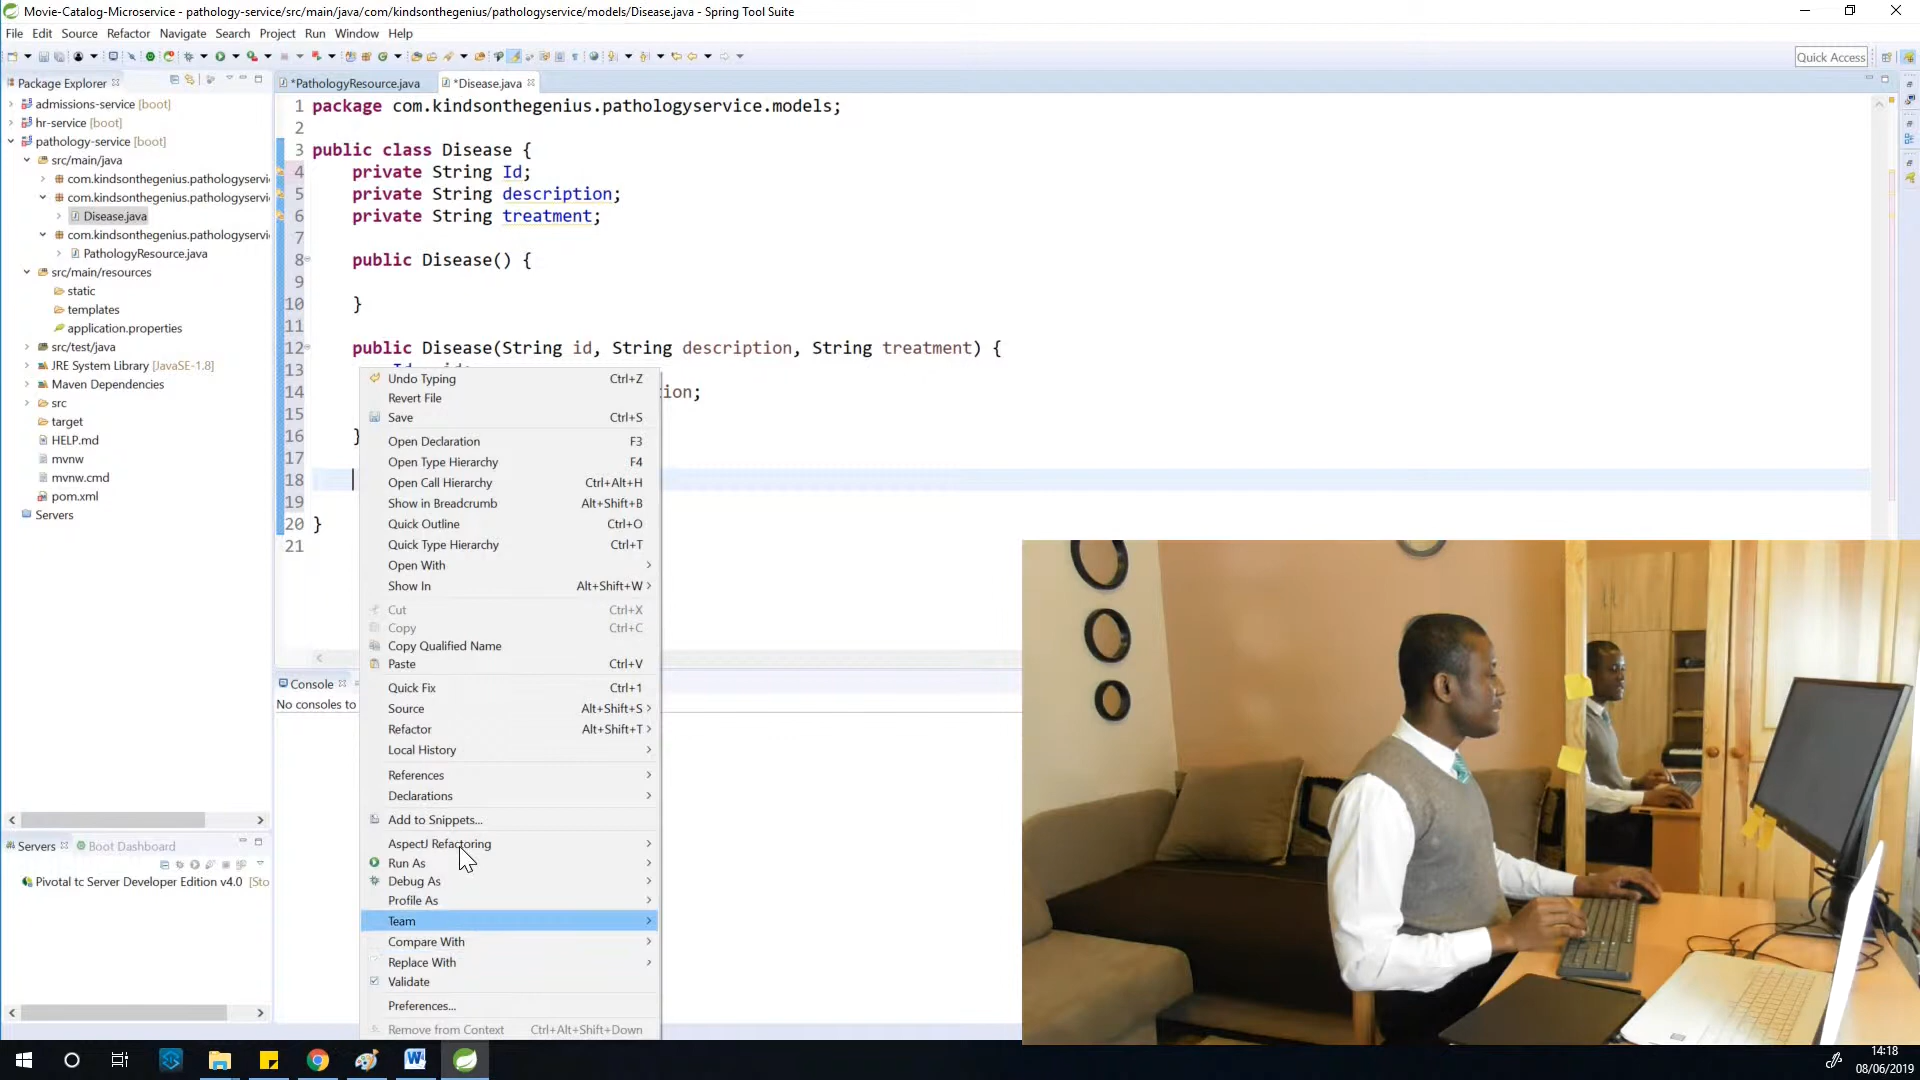 Movie-Catalog-Microservice - pathology-service/src/main/java/com/kindsonthegenius/pathologyservice/models/Disease.java - Spring Tool Suite
File Edit Source Refactor Navigate Search Project Run Window Help
Quick Access
Package Explorer
admissions-service [boot]
hr-service [boot]
pathology-service [boot]
src/main/java
com.kindsonthegenius.pathologyservi
com.kindsonthegenius.pathologyservi
Disease.java
com.kindsonthegenius.pathologyservi
PathologyResource.java
src/main/resources
static
templates
application.properties
src/test/java
JRE System Library [JavaSE-1.8]
Maven Dependencies
src
target
HELP.md
mvnw
mvnw.cmd
pom.xml
Servers
*PathologyResource.java *Disease.java
1 package com.kindsonthegenius.pathologyservice.models;
2
3 public class Disease {
4 private String Id;
5 private String description;
6 private String treatment;
7
8 public Disease() {
9
10 }
11
12 public Disease(String id, String description, String treatment) {
13
14 ion;
15
16 }
17
18
19
20 }
21
Undo Typing Ctrl+Z
Revert File
Save Ctrl+S
Open Declaration F3
Open Type Hierarchy F4
Open Call Hierarchy Ctrl+Alt+H
Show in Breadcrumb Alt+Shift+B
Quick Outline Ctrl+O
Quick Type Hierarchy Ctrl+T
Open With
Show In Alt+Shift+W
Cut Ctrl+X
Copy Ctrl+C
Copy Qualified Name
Paste Ctrl+V
Quick Fix Ctrl+1
Source Alt+Shift+S
Refactor Alt+Shift+T
Local History
References
Declarations
Add to Snippets...
AspectJ Refactoring
Run As
Debug As
Profile As
Team
Compare With
Replace With
Validate
Preferences...
Remove from Context Ctrl+Alt+Shift+Down
Console
No consoles to
Servers Boot Dashboard
Pivotal tc Server Developer Edition v4.0 [Sto
14:18
08/06/2019